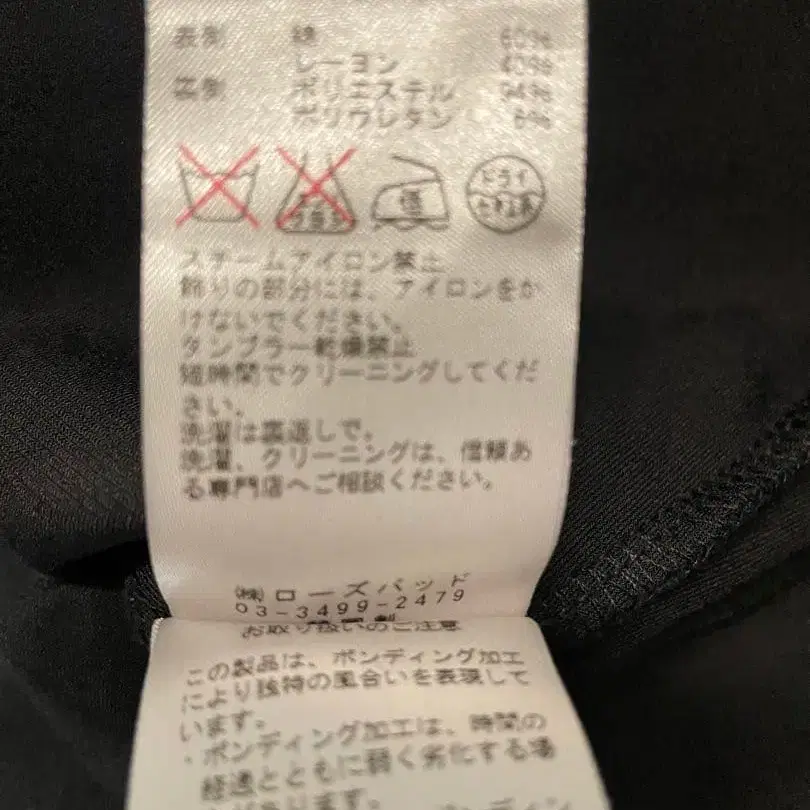 表側 綿 60%
レーヨン 40%
裏側 ポリエステル 94%
ポリウレタン 6%
低 ドライ
セキユ系
スチームアイロン禁止
飾りの部分には、アイロンをか
けないでください。
タンブラー乾燥禁止
短時間でクリーニングしてくだ
さい。
洗濯は裏返しで。
洗濯、クリーニングは、信頼あ
る専門店へご相談ください。
㈱ローズバッド
03-3499-2479
お取り扱いのご注意
この製品は、ボンディング加工
により独特の風合いを表現して
います。
・ボンディング加工は、時間の
経過とともに弱く劣化する場